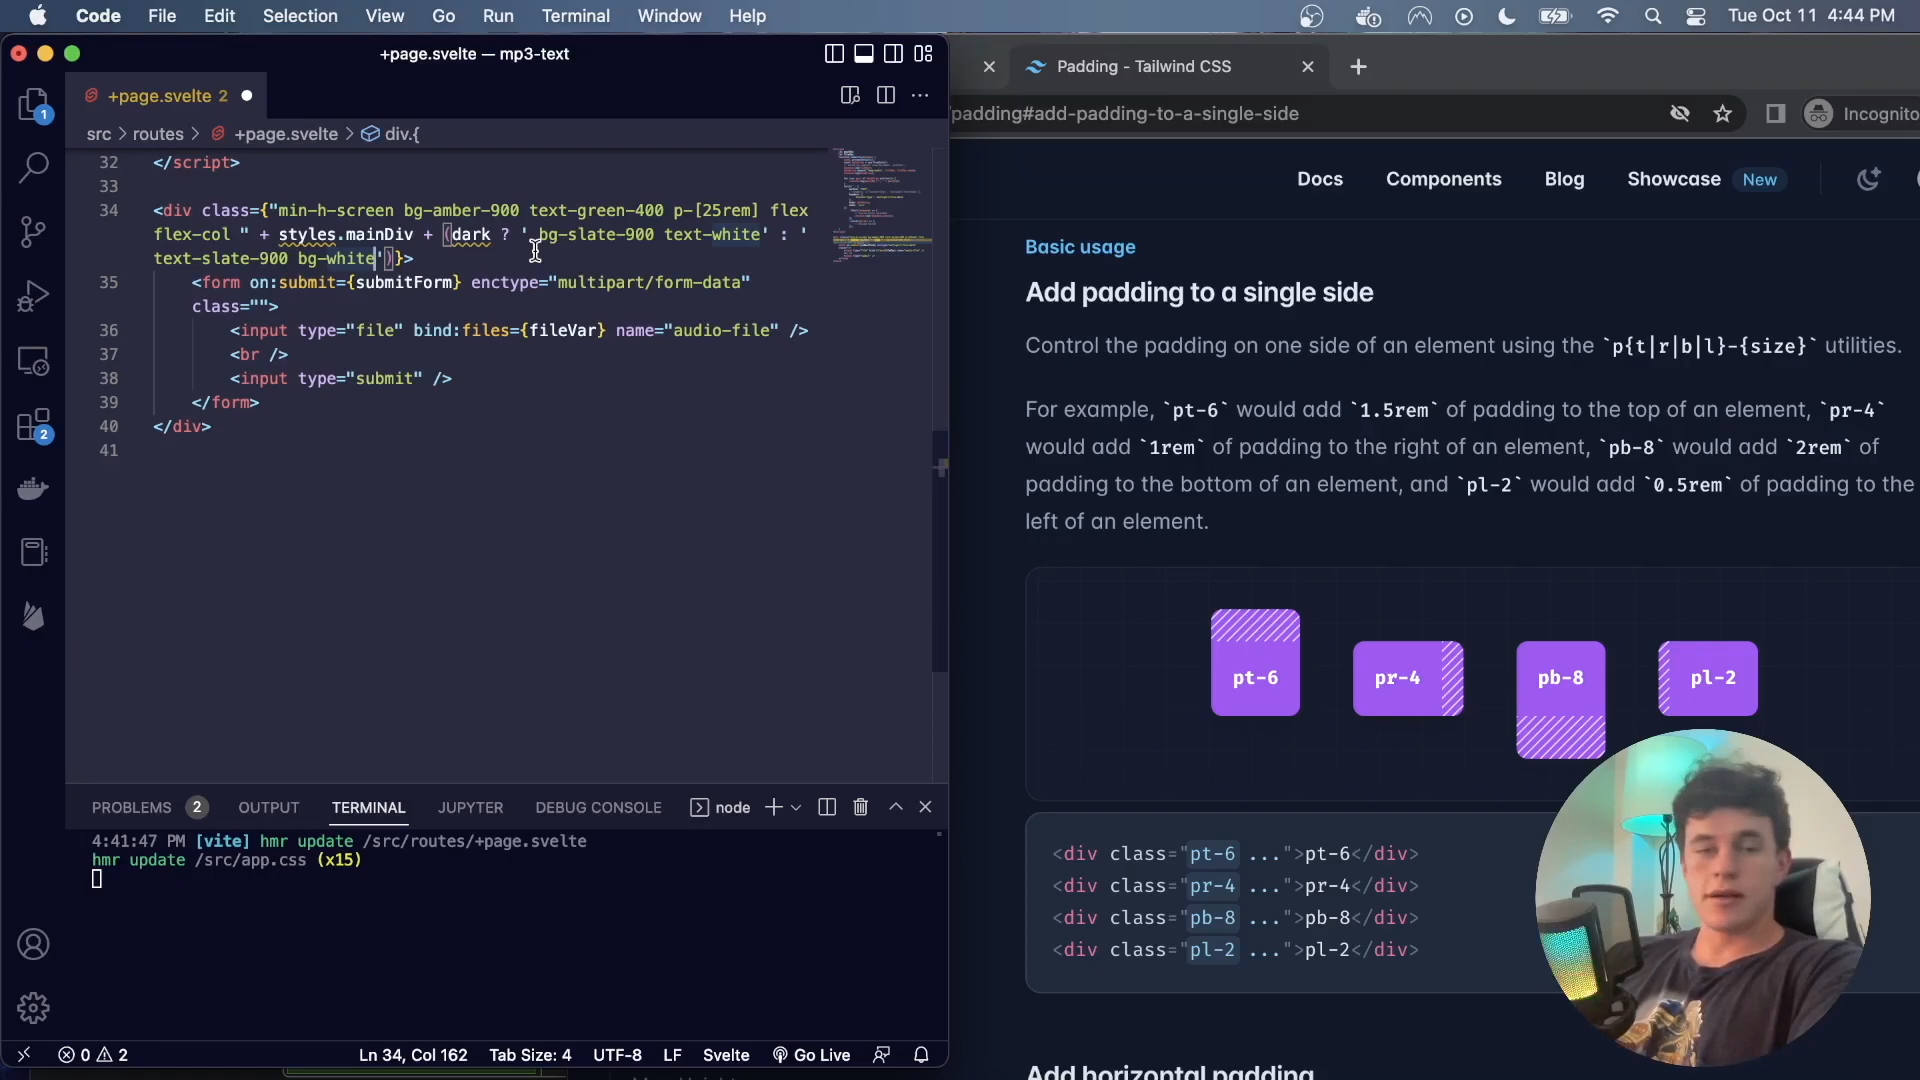 Code File Edit Selection View Go Run Terminal Window Help
Tue Oct 11 4:44 PM
+page.svelte — mp3-text
+page.svelte 2
src > routes > +page.svelte > div.{
32 </script>
33
34 <div class={"min-h-screen bg-amber-900 text-green-400 p-[25rem] flex
flex-col " + styles.mainDiv + (dark ? ' bg-slate-900 text-white' : '
text-slate-900 bg-white')}>
35 <form on:submit={submitForm} enctype="multipart/form-data"
class="">
36 <input type="file" bind:files={fileVar} name="audio-file" />
37 <br />
38 <input type="submit" />
39 </form>
40 </div>
41
1
2
PROBLEMS 2 OUTPUT TERMINAL JUPYTER DEBUG CONSOLE node
4:41:47 PM [vite] hmr update /src/routes/+page.svelte
hmr update /src/app.css (x15)
0 2 Ln 34, Col 162 Tab Size: 4 UTF-8 LF Svelte Go Live
Padding - Tailwind CSS
/padding#add-padding-to-a-single-side
Incognito
Docs Components Blog Showcase New
Basic usage
Add padding to a single side
Control the padding on one side of an element using the `p{t|r|b|l}-{size}` utilities.
For example, `pt-6` would add `1.5rem` of padding to the top of an element, `pr-4`
would add `1rem` of padding to the right of an element, `pb-8` would add `2rem` of
padding to the bottom of an element, and `pl-2` would add `0.5rem` of padding to the
left of an element.
pt-6 pr-4 pb-8 pl-2
<div class="pt-6 ...">pt-6</div>
<div class="pr-4 ...">pr-4</div>
<div class="pb-8 ...">pb-8</div>
<div class="pl-2 ...">pl-2</div>
Add horizontal padding